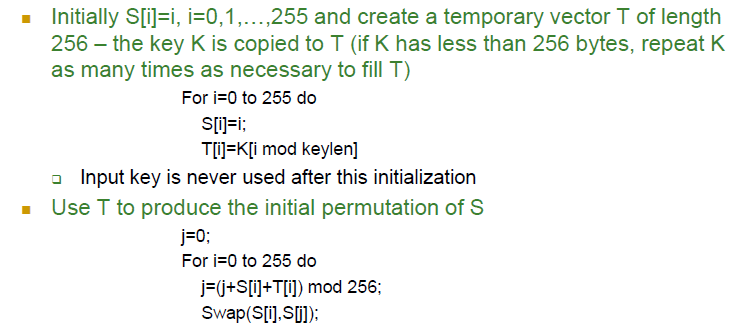 Initially S[i]=i, i=0,1,…,255 and create a temporary vector T of length
256 – the key K is copied to T (if K has less than 256 bytes, repeat K
as many times as necessary to fill T)
For i=0 to 255 do
S[i]=i;
T[i]=K[i mod keylen]
Input key is never used after this initialization
Use T to produce the initial permutation of S
j=0;
For i=0 to 255 do
j=(j+S[i]+T[i]) mod 256;
Swap(S[i],S[j]);